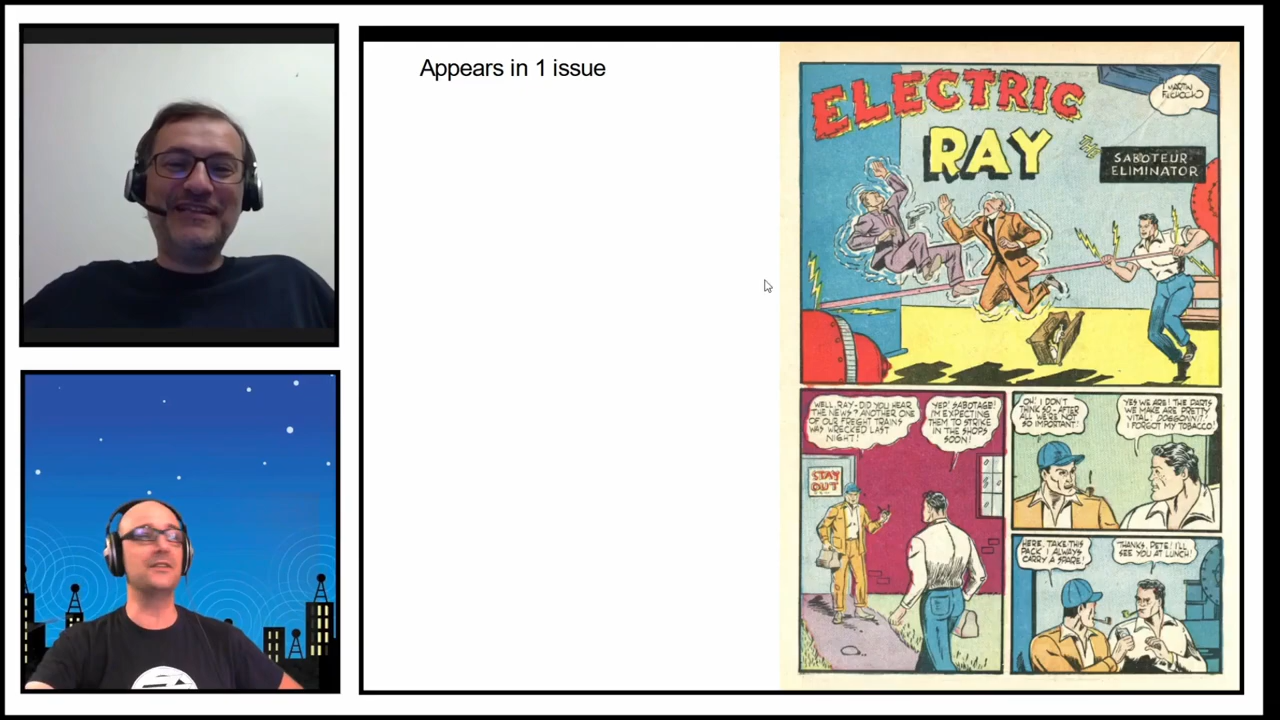 Appears in 1 issue
ELECTRIC
RAY
THE
SABOTEUR
ELIMINATOR
MARTIN
WELL, RAY- DID YOU HEAR
THE NEWS? ANOTHER ONE
OF OUR FREIGHT TRAINS
WAS WRECKED LAST
NIGHT!
YEP! SABOTAGE!
I'M EXPECTING
THEM TO STRIKE
IN THE SHOPS
SOON!
STAY
OUT
OH! I DON'T
THINK SO- AFTER
ALL WE'RE NOT
SO IMPORTANT!
YES WE ARE! THE PARTS
WE MAKE ARE PRETTY
VITAL! DOGGONNIT!
I FORGOT MY TOBACCO!
HERE, TAKE THIS
PACK. I ALWAYS
CARRY A SPARE!
THANKS, PETE! I'LL
SEE YOU AT LUNCH!